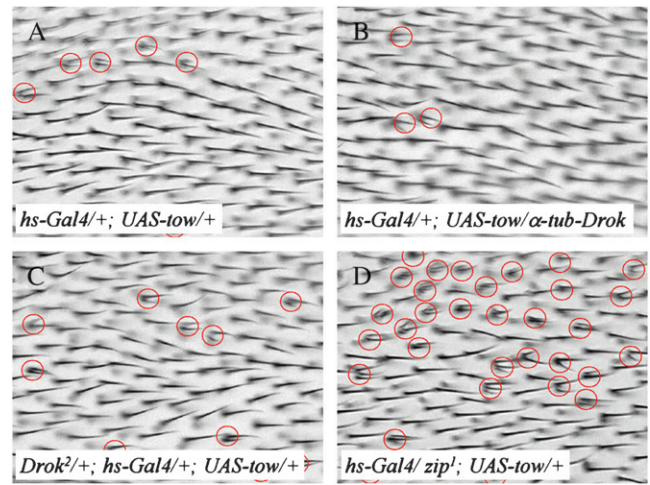 A
B
hs-Gal4/+; UAS-tow/+
hs-Gal4/+; UAS-tow/α-tub-Drok
C
D
Drok²/+; hs-Gal4/+; UAS-tow/+
hs-Gal4/ zip¹; UAS-tow/+